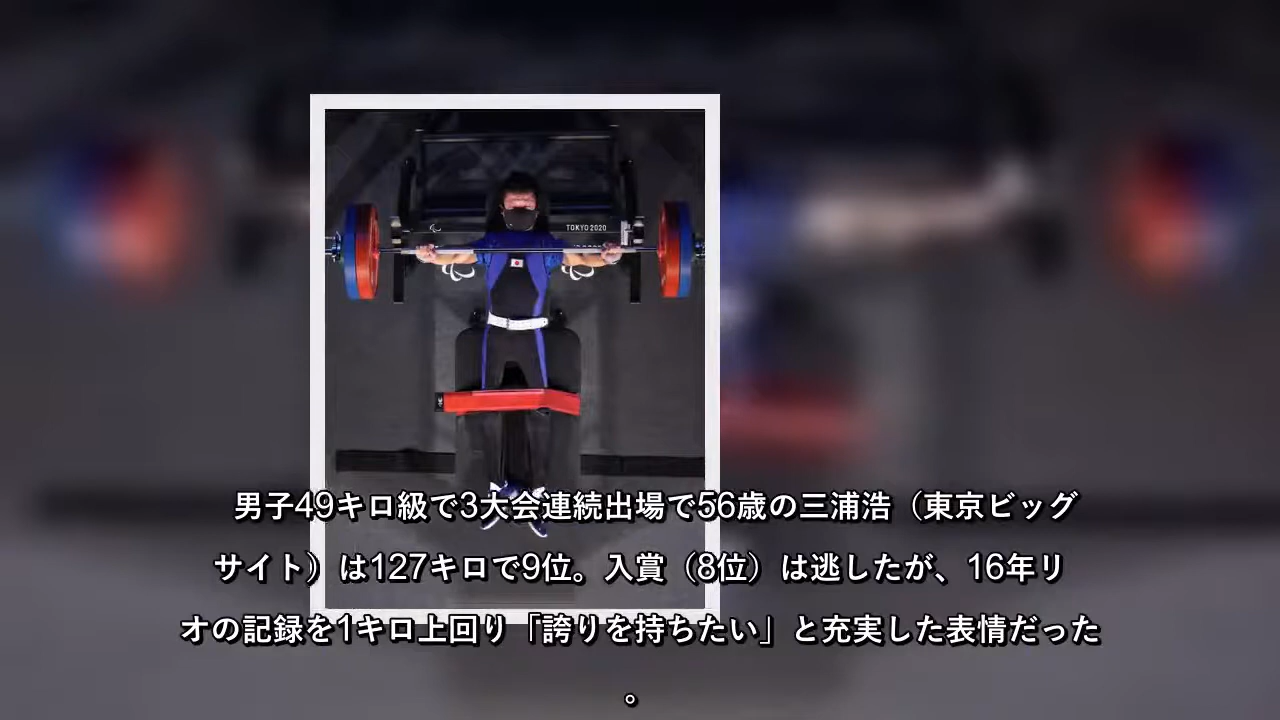 TOKYO 2020
男子49キロ級で3大会連続出場で56歳の三浦浩（東京ビッグ
サイト）は127キロで9位。入賞（8位）は逃したが、16年リ
オの記録を1キロ上回り「誇りを持ちたい」と充実した表情だった
。